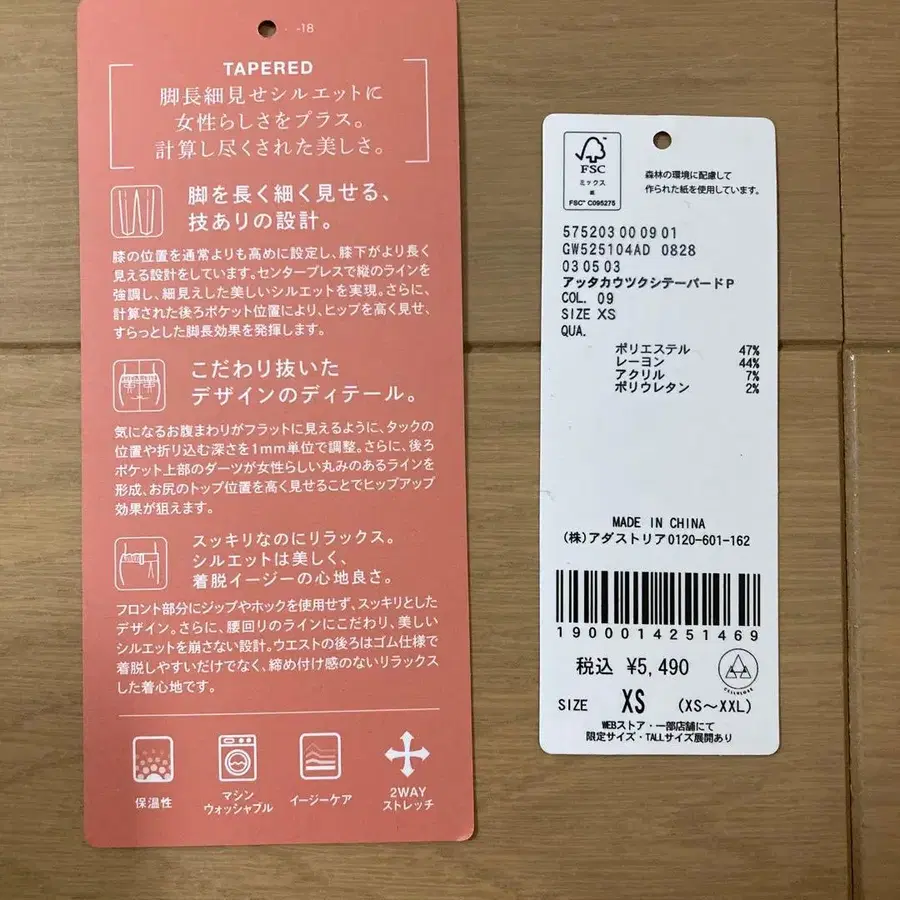 -18
TAPERED
脚長細見せシルエットに
女性らしさをプラス。
計算し尽くされた美しさ。
脚を長く細く見せる、
技ありの設計。
膝の位置を通常よりも高めに設定し、膝下がより長く
見える設計をしています。センタープレスで縦のラインを
強調し、細見えした美しいシルエットを実現。さらに、
計算された後ろポケット位置により、ヒップを高く見せ、
すらっとした脚長効果を発揮します。
こだわり抜いた
デザインのディテール。
気になるお腹まわりがフラットに見えるように、タックの
位置や折り込む深さを1mm単位で調整。さらに、後ろ
ポケット上部のダーツが女性らしい丸みのあるラインを
形成、お尻のトップ位置を高く見せることでヒップアップ
効果が狙えます。
スッキリなのにリラックス。
シルエットは美しく、
着脱イージーの心地良さ。
フロント部分にジップやホックを使用せず、スッキリとした
デザイン。さらに、腰回りのラインにこだわり、美しい
シルエットを崩さない設計。ウエストの後ろはゴム仕様で
着脱しやすいだけでなく、締め付け感のないリラックス
した着心地です。
保温性
マシン
ウォッシャブル
イージーケア
2WAY
ストレッチ
FSC
ミックス
紙
FSC® C095275
森林の環境に配慮して
作られた紙を使用しています。
575203 00 09 01
GW525104AD 0828
03 05 03
アッタカウツクシテーパードP
COL. 09
SIZE XS
QUA.
ポリエステル 47%
レーヨン 44%
アクリル 7%
ポリウレタン 2%
MADE IN CHINA
(株)アダストリア0120-601-162
1900014251469
税込 ¥5,490
CELLULOSE
SIZE XS (XS〜XXL)
WEBストア・一部店舗にて
限定サイズ・TALLサイズ展開あり